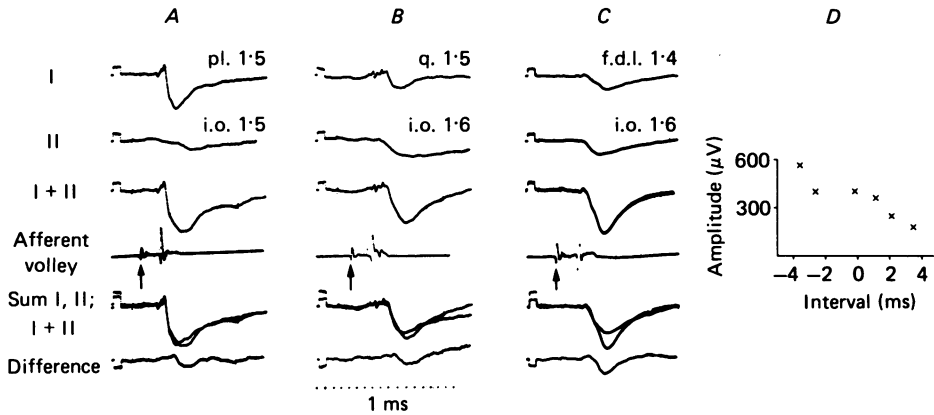 A B C D
I pl. 1·5 q. 1·5 f.d.l. 1·4
II i.o. 1·5 i.o. 1·6 i.o. 1·6
I + II
Afferent
volley
Sum I, II;
I + II
Difference
1 ms
Amplitude (μV)
600
300
−4 −2 0 2 4
Interval (ms)